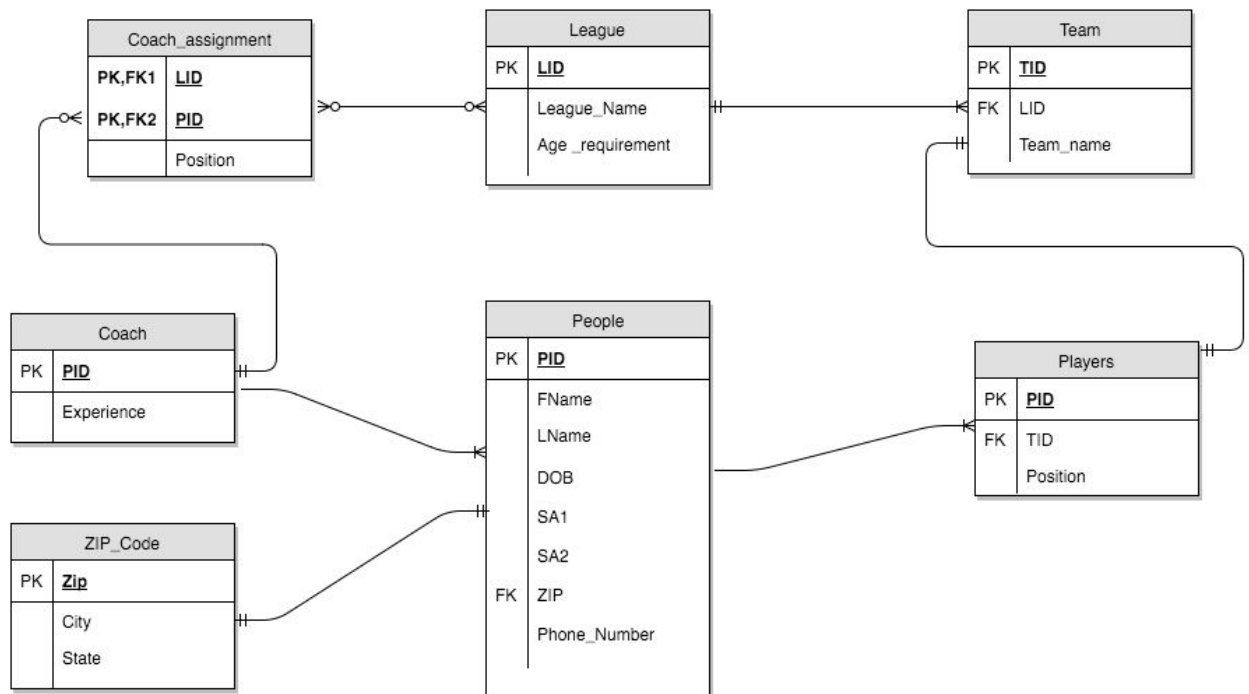 Coach_assignment
PK,FK1 LID
PK,FK2 PID
Position
League
PK LID
League_Name
Age _requirement
Team
PK TID
FK LID
Team_name
Coach
PK PID
Experience
People
PK PID
FName
LName
DOB
SA1
SA2
FK ZIP
Phone_Number
Players
PK PID
FK TID
Position
ZIP_Code
PK Zip
City
State